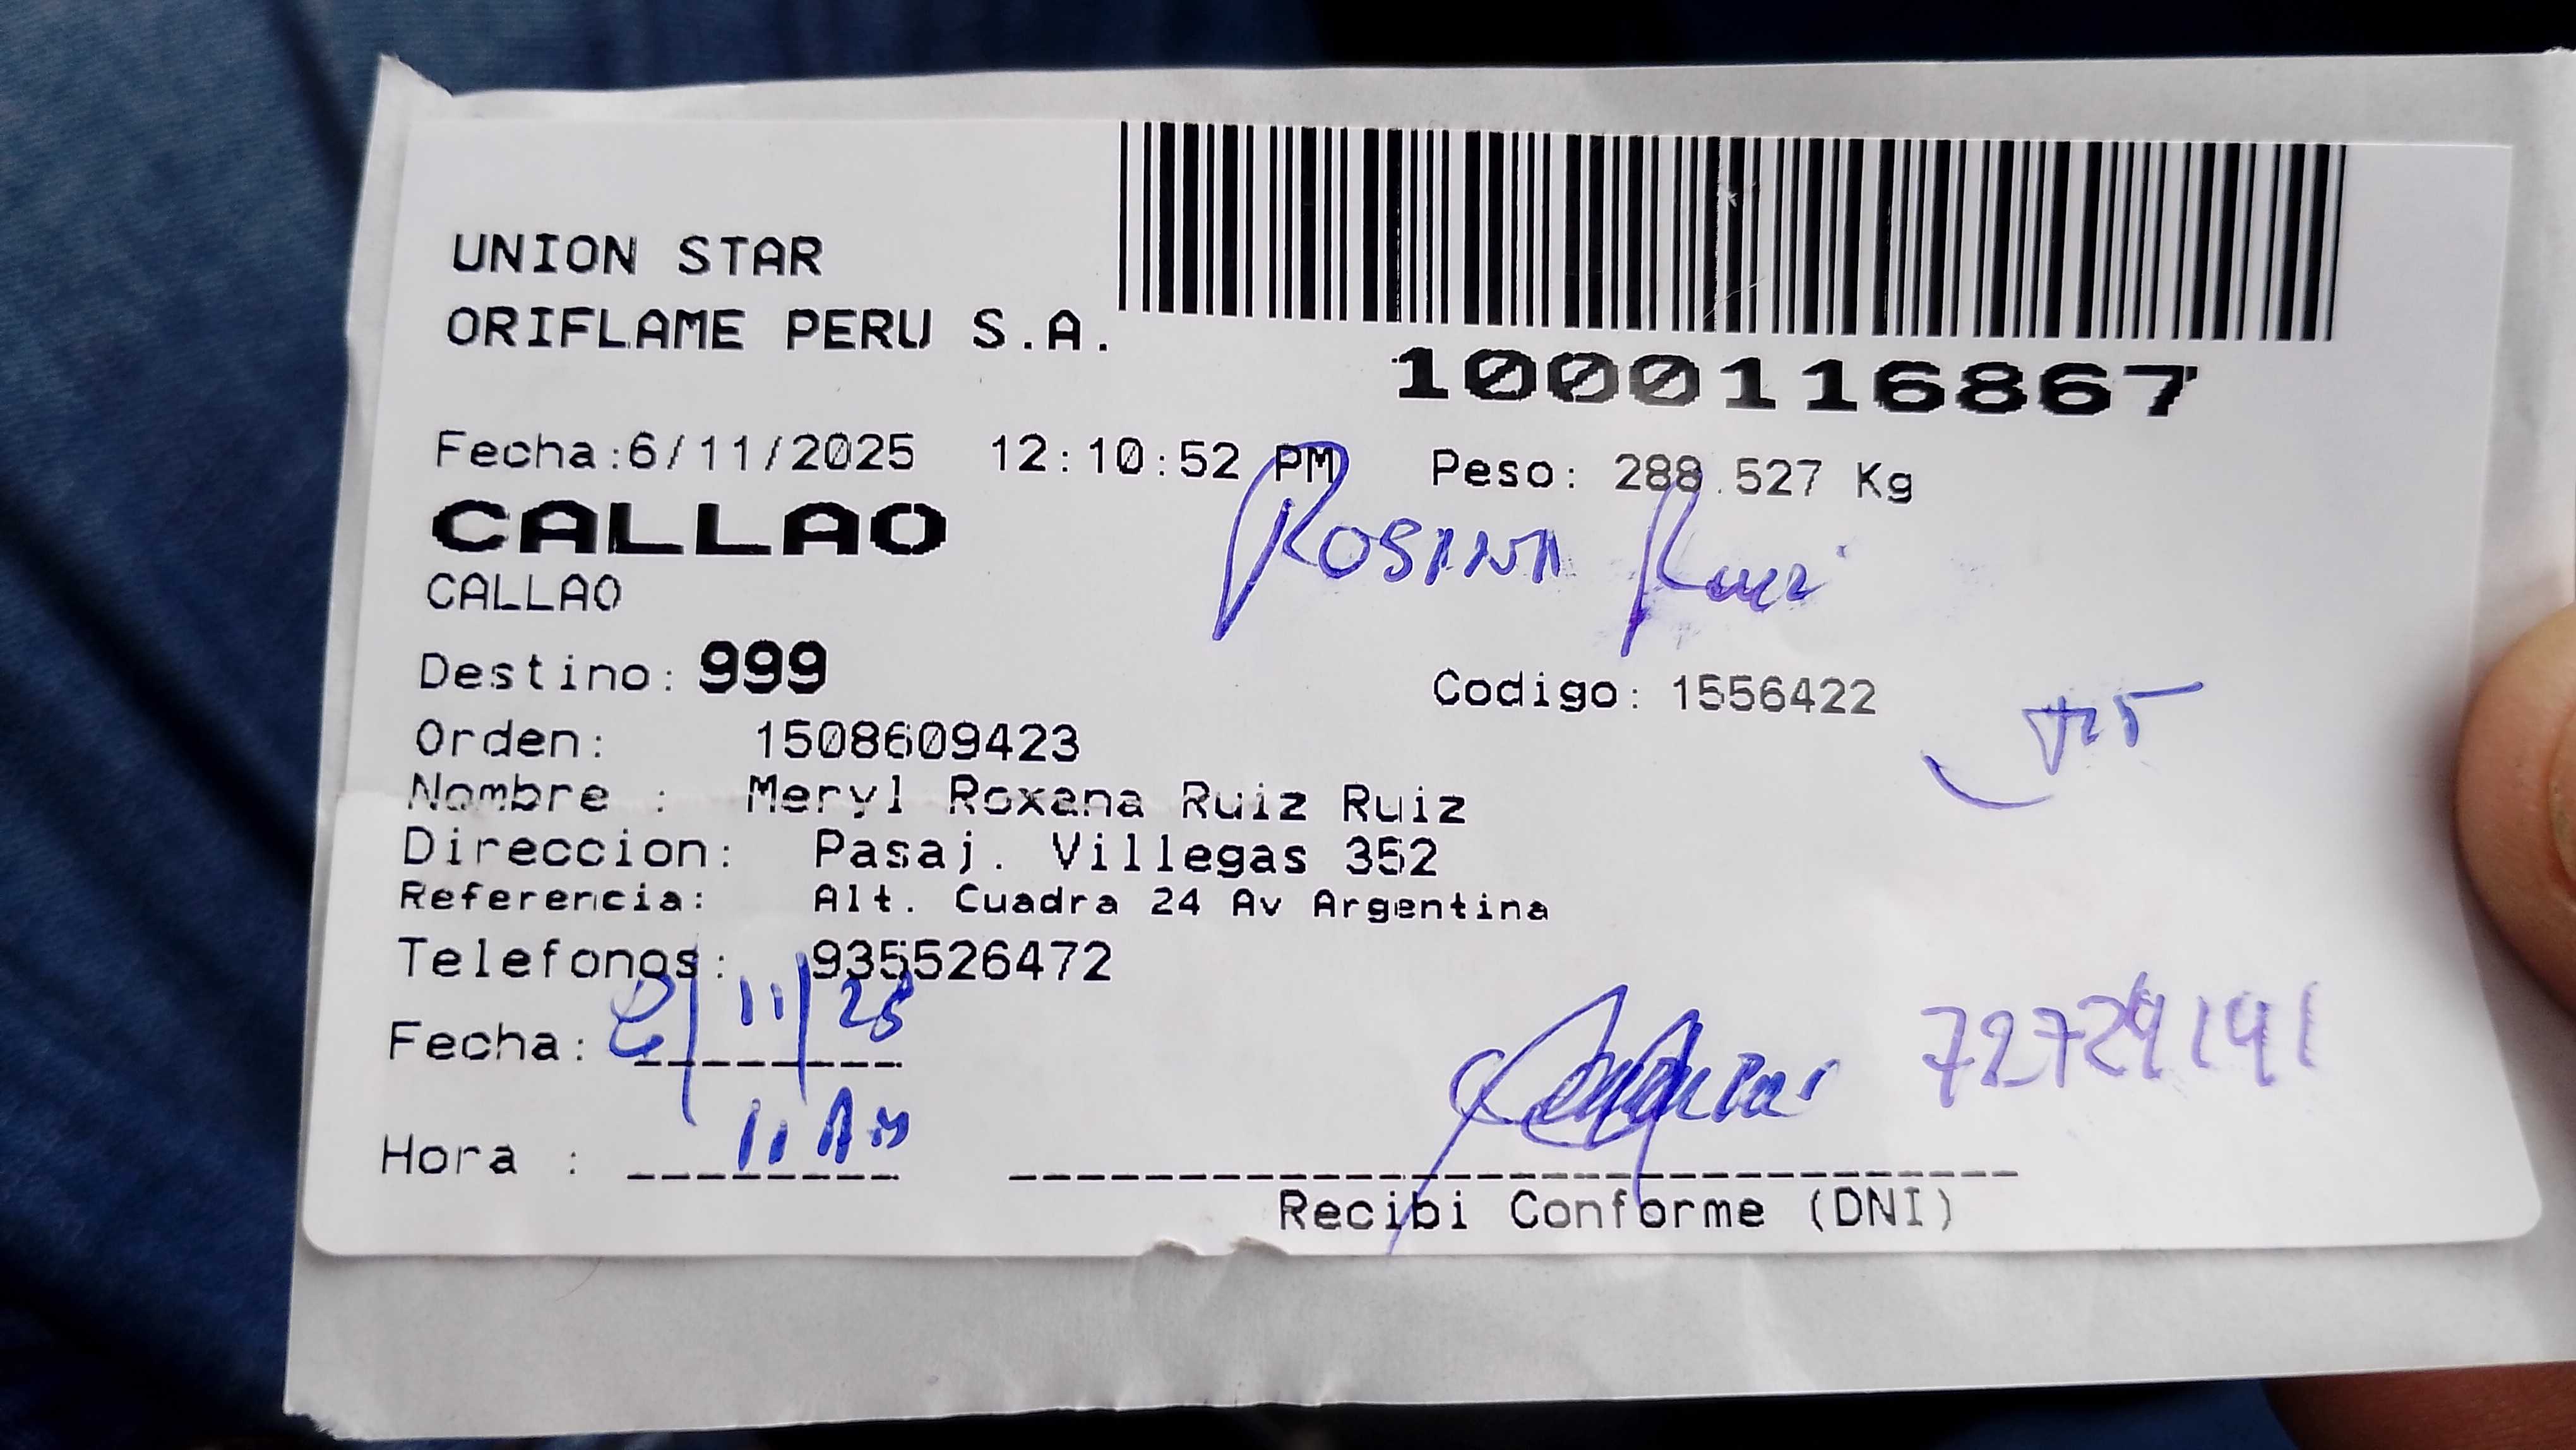 UNION STAR
ORIFLAME PERU S.A.
1000116867
Fecha:6/11/2025 12:10:52 PM Peso: 288.527 Kg
CALLAO
ROSANA Ruiz
CALLAO
Destino: 999
Codigo: 1556422
Orden: 1508609423
Nombre : Meryl Roxana Ruiz Ruiz
Direccion: Pasaj. Villegas 352
Referencia: Alt. Cuadra 24 Av Argentina
Telefonos: 935526472
Fecha: 8/11/25
72729191
Hora : 11 AM
Recibi Conforme (DNI)